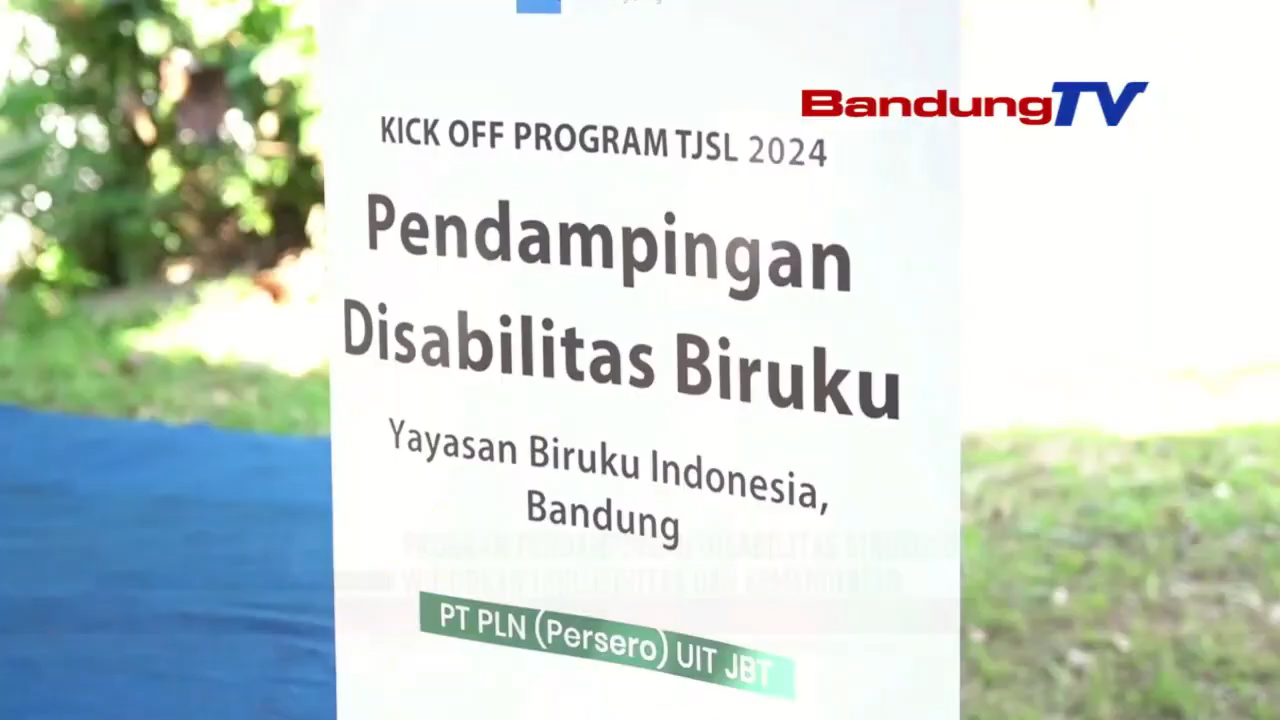 BandungTV
KICK OFF PROGRAM TJSL 2024
Pendampingan
Disabilitas Biruku
Yayasan Biruku Indonesia,
Bandung
PT PLN (Persero) UIT JBT